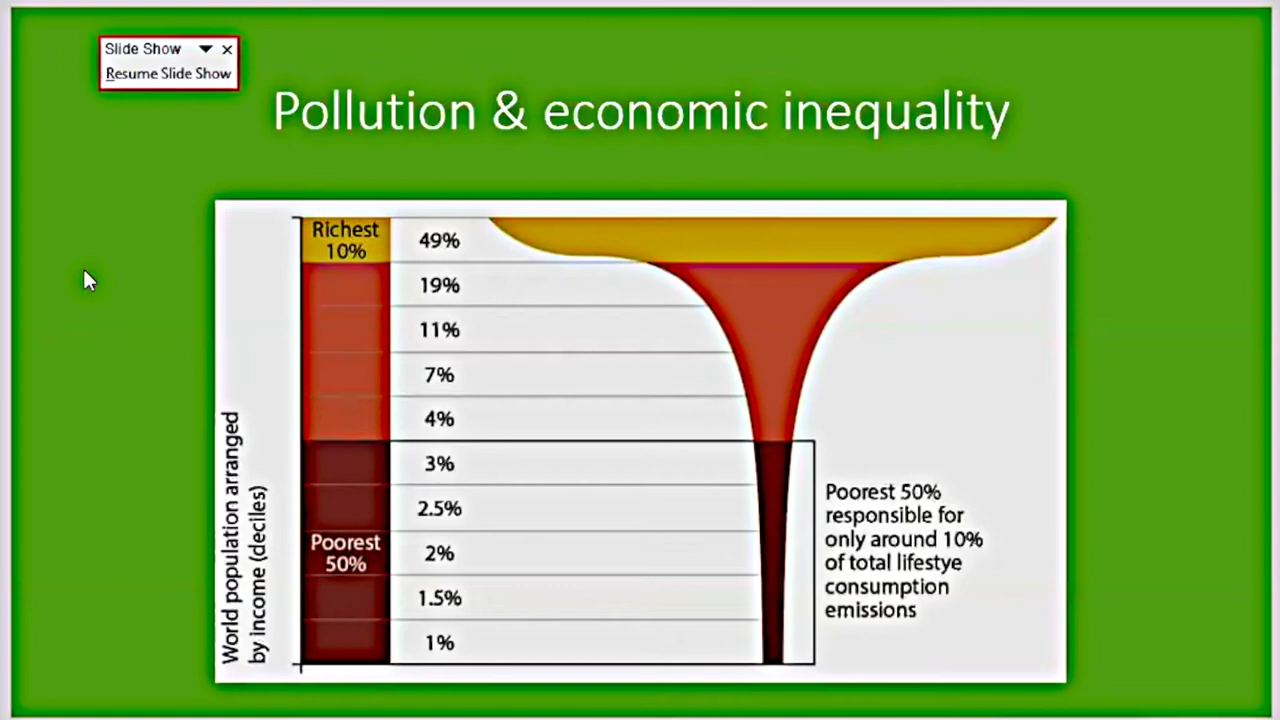 Slide Show
Resume Slide Show
Pollution & economic inequality
Richest
10%
49%
19%
11%
7%
4%
3%
2.5%
2%
1.5%
1%
Poorest
50%
World population arranged
by income (deciles)
Poorest 50%
responsible for
only around 10%
of total lifestye
consumption
emissions